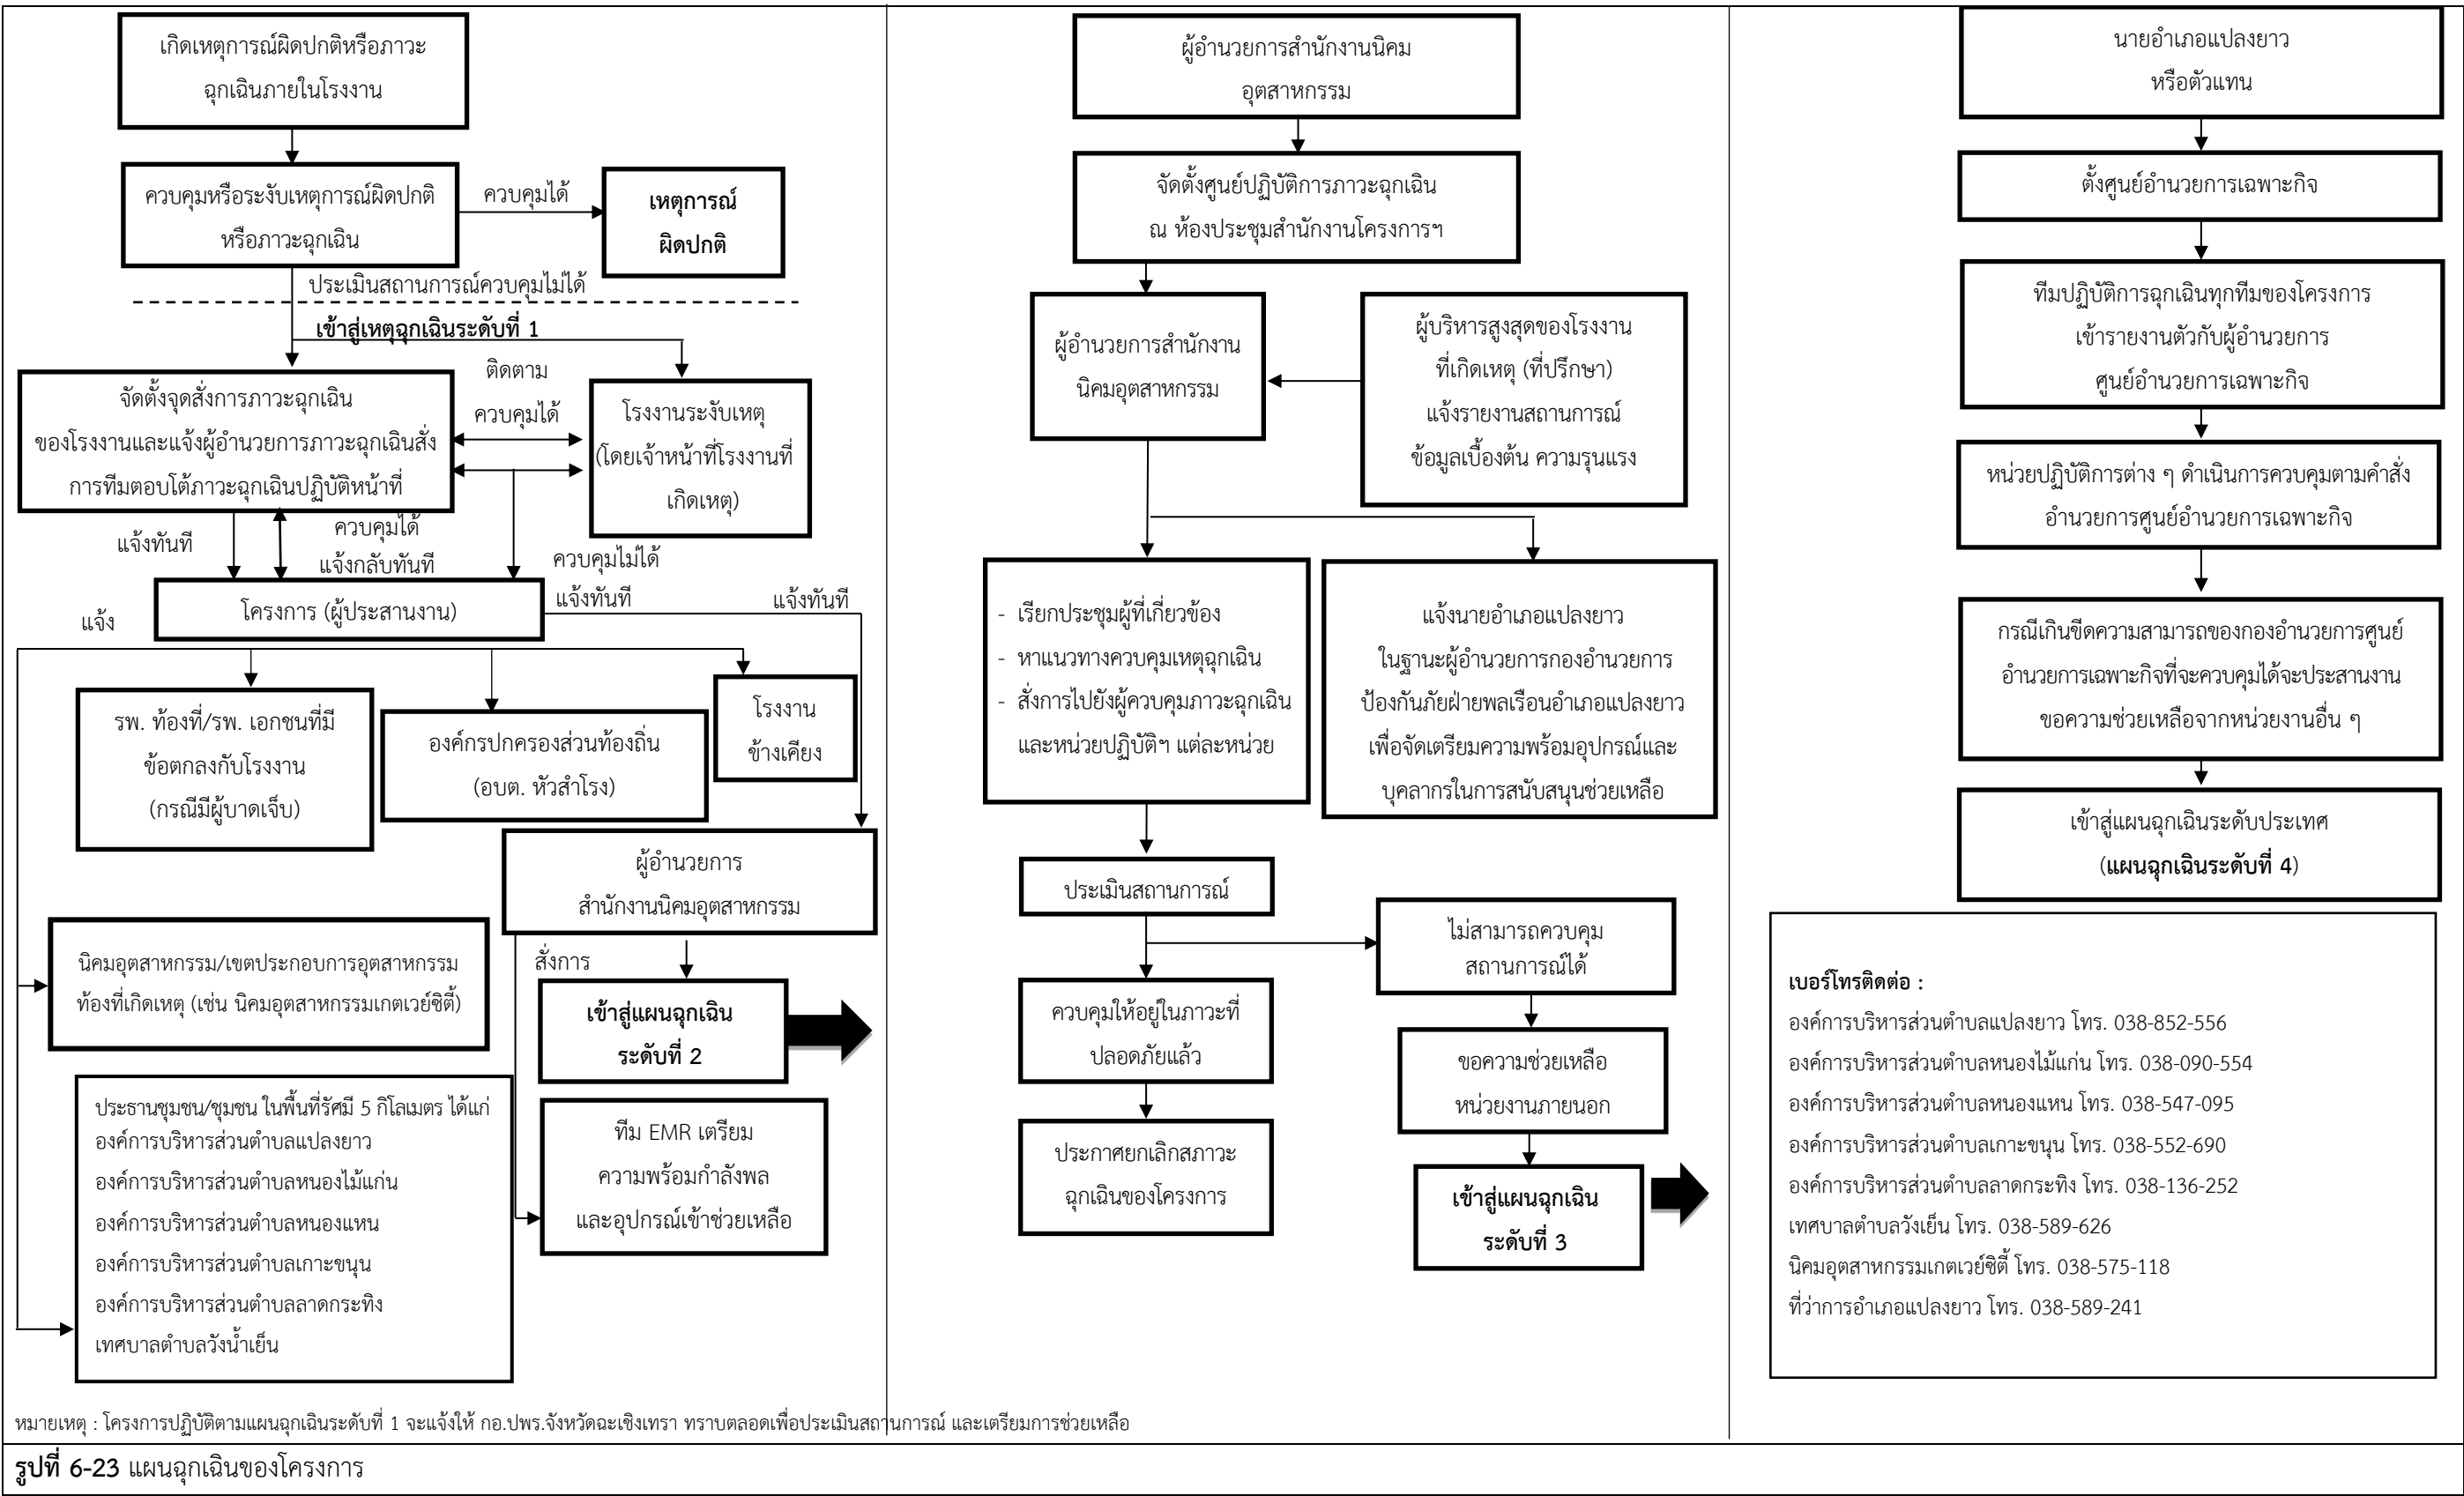 เกิดเหตุการณ์ผิดปกติหรือภาวะ
ฉุกเฉินภายในโรงงาน
ควบคุมหรือระงับเหตุการณ์ผิดปกติ
หรือภาวะฉุกเฉิน
ควบคุมได้
เหตุการณ์
ผิดปกติ
ประเมินสถานการณ์ควบคุมไม่ได้
เข้าสู่เหตุฉุกเฉินระดับที่ 1
จัดตั้งจุดสั่งการภาวะฉุกเฉิน
ของโรงงานและแจ้งผู้อำนวยการภาวะฉุกเฉินสั่ง
การทีมตอบโต้ภาวะฉุกเฉินปฏิบัติหน้าที่
ติดตาม
ควบคุมได้
โรงงานระงับเหตุ
(โดยเจ้าหน้าที่โรงงานที่
เกิดเหตุ)
แจ้งทันที
ควบคุมได้
แจ้งกลับทันที
ควบคุมไม่ได้
แจ้งทันที
แจ้งทันที
โครงการ (ผู้ประสานงาน)
แจ้ง
รพ. ท้องที่/รพ. เอกชนที่มี
ข้อตกลงกับโรงงาน
(กรณีมีผู้บาดเจ็บ)
องค์กรปกครองส่วนท้องถิ่น
(อบต. หัวสำโรง)
โรงงาน
ข้างเคียง
ผู้อำนวยการ
สำนักงานนิคมอุตสาหกรรม
นิคมอุตสาหกรรม/เขตประกอบการอุตสาหกรรม
ท้องที่เกิดเหตุ (เช่น นิคมอุตสาหกรรมเกตเวย์ซิตี้)
สั่งการ
เข้าสู่แผนฉุกเฉิน
ระดับที่ 2
ประธานชุมชน/ชุมชน ในพื้นที่รัศมี 5 กิโลเมตร ได้แก่
องค์การบริหารส่วนตำบลแปลงยาว
องค์การบริหารส่วนตำบลหนองไม้แก่น
องค์การบริหารส่วนตำบลหนองแหน
องค์การบริหารส่วนตำบลเกาะขนุน
องค์การบริหารส่วนตำบลลาดกระทิง
เทศบาลตำบลวังน้ำเย็น
ทีม EMR เตรียม
ความพร้อมกำลังพล
และอุปกรณ์เข้าช่วยเหลือ
ผู้อำนวยการสำนักงานนิคม
อุตสาหกรรม
จัดตั้งศูนย์ปฏิบัติการภาวะฉุกเฉิน
ณ ห้องประชุมสำนักงานโครงการฯ
ผู้อำนวยการสำนักงาน
นิคมอุตสาหกรรม
ผู้บริหารสูงสุดของโรงงาน
ที่เกิดเหตุ (ที่ปรึกษา)
แจ้งรายงานสถานการณ์
ข้อมูลเบื้องต้น ความรุนแรง
- เรียกประชุมผู้ที่เกี่ยวข้อง
- หาแนวทางควบคุมเหตุฉุกเฉิน
- สั่งการไปยังผู้ควบคุมภาวะฉุกเฉิน
และหน่วยปฏิบัติฯ แต่ละหน่วย
แจ้งนายอำเภอแปลงยาว
ในฐานะผู้อำนวยการกองอำนวยการ
ป้องกันภัยฝ่ายพลเรือนอำเภอแปลงยาว
เพื่อจัดเตรียมความพร้อมอุปกรณ์และ
บุคลากรในการสนับสนุนช่วยเหลือ
ประเมินสถานการณ์
ไม่สามารถควบคุม
สถานการณ์ได้
ควบคุมให้อยู่ในภาวะที่
ปลอดภัยแล้ว
ขอความช่วยเหลือ
หน่วยงานภายนอก
ประกาศยกเลิกสภาวะ
ฉุกเฉินของโครงการ
เข้าสู่แผนฉุกเฉิน
ระดับที่ 3
นายอำเภอแปลงยาว
หรือตัวแทน
ตั้งศูนย์อำนวยการเฉพาะกิจ
ทีมปฏิบัติการฉุกเฉินทุกทีมของโครงการ
เข้ารายงานตัวกับผู้อำนวยการ
ศูนย์อำนวยการเฉพาะกิจ
หน่วยปฏิบัติการต่าง ๆ ดำเนินการควบคุมตามคำสั่ง
อำนวยการศูนย์อำนวยการเฉพาะกิจ
กรณีเกินขีดความสามารถของกองอำนวยการศูนย์
อำนวยการเฉพาะกิจที่จะควบคุมได้จะประสานงาน
ขอความช่วยเหลือจากหน่วยงานอื่น ๆ
เข้าสู่แผนฉุกเฉินระดับประเทศ
(แผนฉุกเฉินระดับที่ 4)
เบอร์โทรติดต่อ :
องค์การบริหารส่วนตำบลแปลงยาว โทร. 038-852-556
องค์การบริหารส่วนตำบลหนองไม้แก่น โทร. 038-090-554
องค์การบริหารส่วนตำบลหนองแหน โทร. 038-547-095
องค์การบริหารส่วนตำบลเกาะขนุน โทร. 038-552-690
องค์การบริหารส่วนตำบลลาดกระทิง โทร. 038-136-252
เทศบาลตำบลวังเย็น โทร. 038-589-626
นิคมอุตสาหกรรมเกตเวย์ซิตี้ โทร. 038-575-118
ที่ว่าการอำเภอแปลงยาว โทร. 038-589-241
หมายเหตุ : โครงการปฏิบัติตามแผนฉุกเฉินระดับที่ 1 จะแจ้งให้ กอ.ปพร.จังหวัดฉะเชิงเทรา ทราบตลอดเพื่อประเมินสถานการณ์ และเตรียมการช่วยเหลือ
รูปที่ 6-23 แผนฉุกเฉินของโครงการ